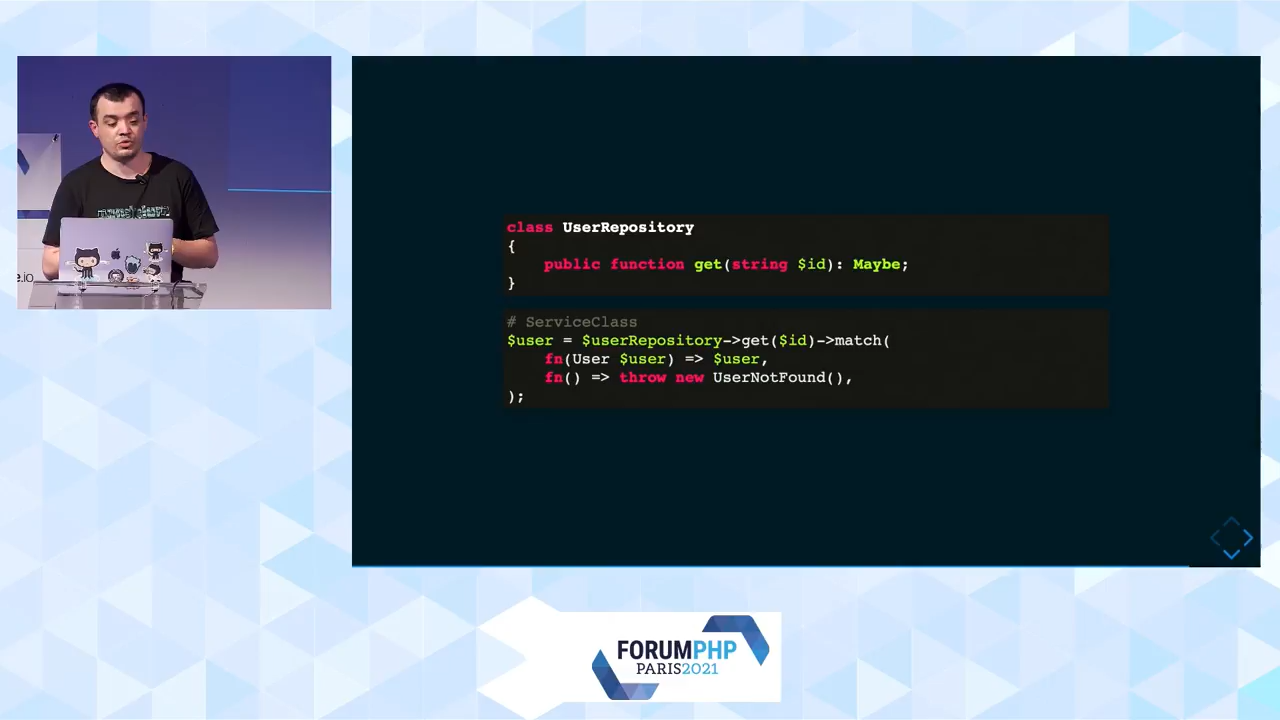 class UserRepository
{
    public function get(string $id): Maybe;
}
# ServiceClass
$user = $userRepository->get($id)->match(
    fn(User $user) => $user,
    fn() => throw new UserNotFound(),
);
e.io
FORUMPHP
PARIS2021